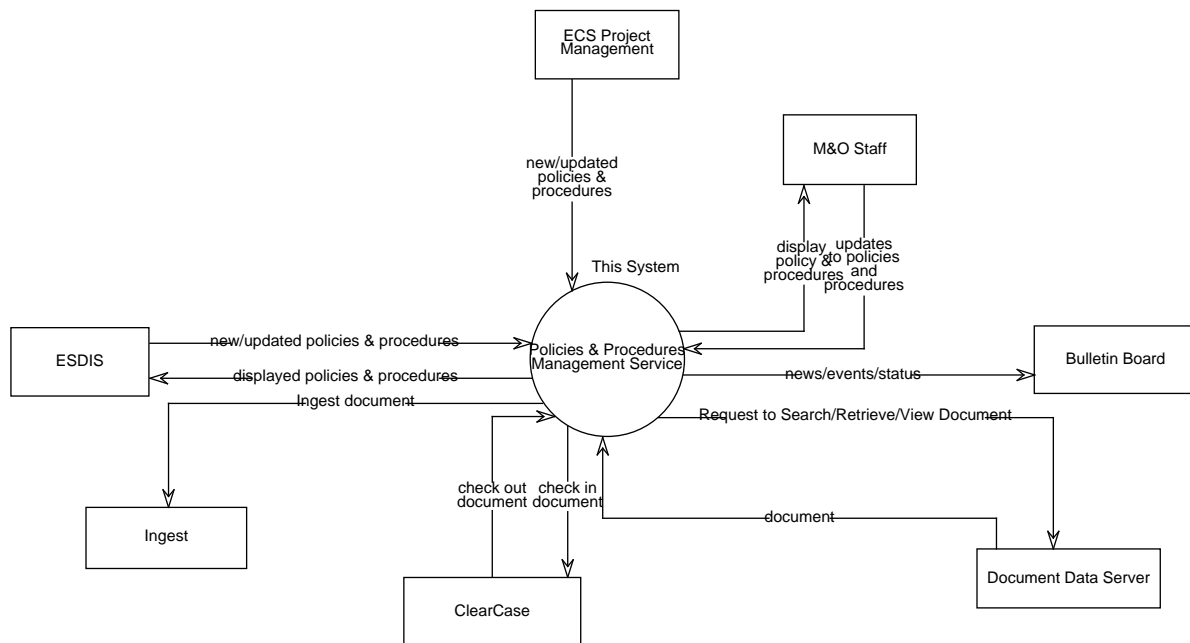 ECS Project
Management
M&O Staff
new/updated
policies &
procedures
display
policy &
procedures
updates
to policies
and
procedures
This System
Policies & Procedures
Management Service
ESDIS
new/updated policies & procedures
displayed policies & procedures
Bulletin Board
news/events/status
Ingest document
Request to Search/Retrieve/View Document
check out
document
check in
document
document
Ingest
Document Data Server
ClearCase